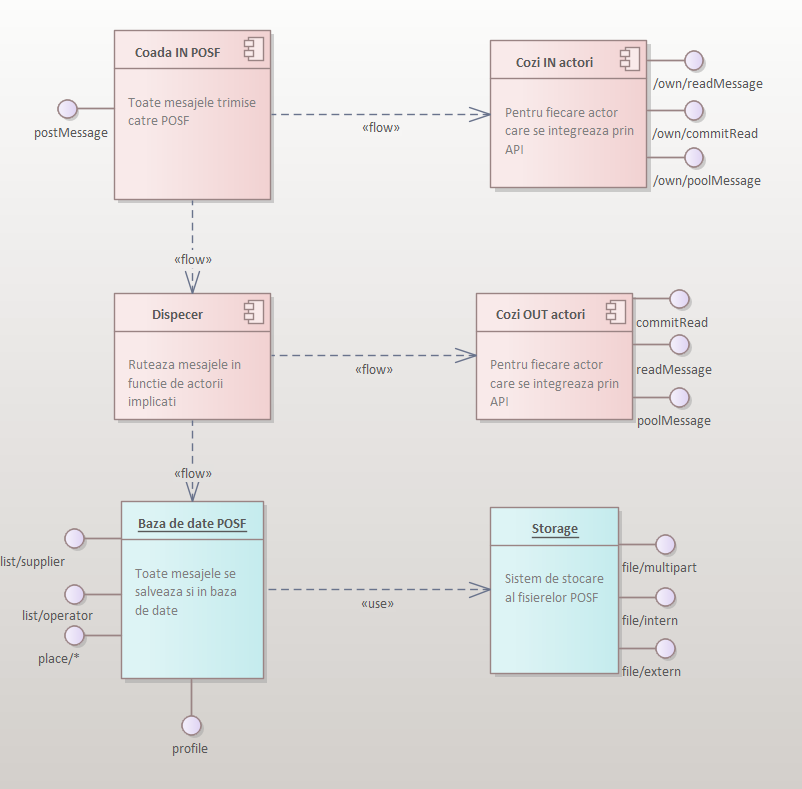 Coada IN POSF
Toate mesajele trimise
catre POSF
postMessage
«flow»
Cozi IN actori
Pentru fiecare actor
care se integreaza prin
API
/own/readMessage
/own/commitRead
/own/poolMessage
«flow»
Dispecer
Ruteaza mesajele in
functie de actorii
implicati
«flow»
Cozi OUT actori
Pentru fiecare actor
care se integreaza prin
API
commitRead
readMessage
poolMessage
«flow»
Baza de date POSF
Toate mesajele se
salveaza si in baza
de date
list/supplier
list/operator
place/*
profile
«use»
Storage
Sistem de stocare
al fisierelor POSF
file/multipart
file/intern
file/extern